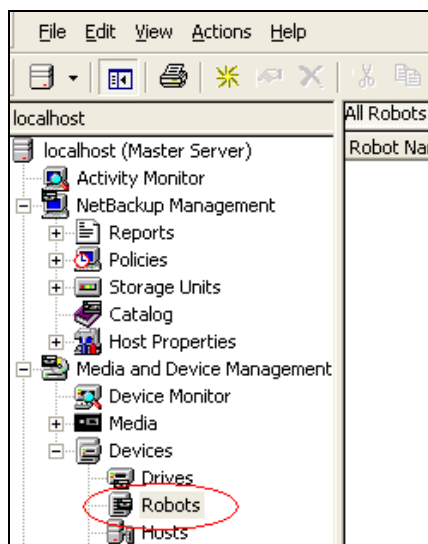 File Edit View Actions Help
localhost
All Robots
Robot Na
localhost (Master Server)
Activity Monitor
NetBackup Management
Reports
Policies
Storage Units
Catalog
Host Properties
Media and Device Management
Device Monitor
Media
Devices
Drives
Robots
Hosts